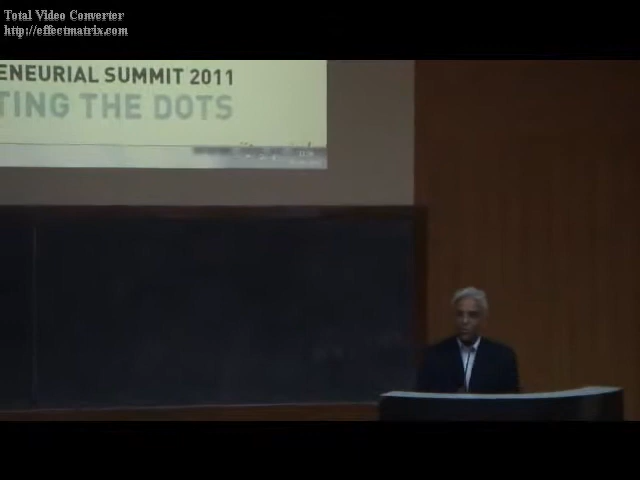 Total Video Converter
http://effectmatrix.com
ENEURIAL SUMMIT 2011
TING THE DOTS